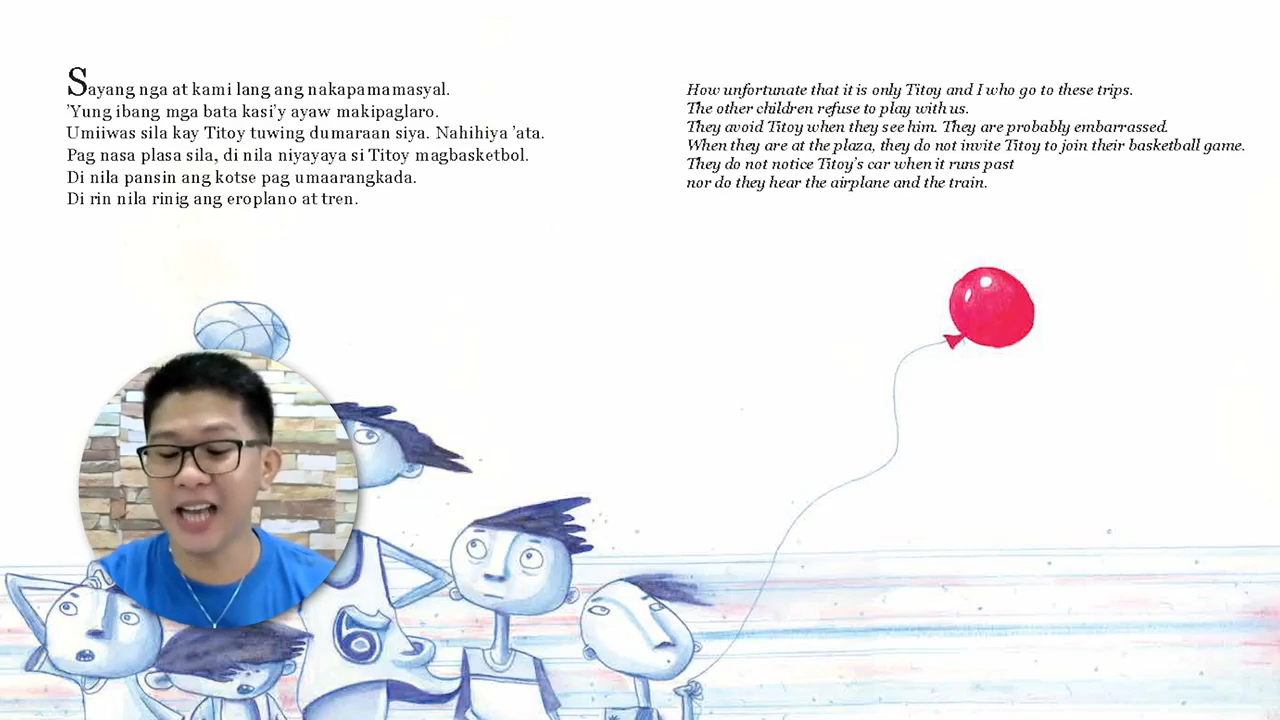 Sayang nga at kami lang ang nakapamamasyal.
'Yung ibang mga bata kasi'y ayaw makipaglaro.
Umiiwas sila kay Titoy tuwing dumaraan siya. Nahihiya 'ata.
Pag nasa plasa sila, di nila niyayaya si Titoy magbasketbol.
Di nila pansin ang kotse pag umaarangkada.
Di rin nila rinig ang eroplano at tren.
How unfortunate that it is only Titoy and I who go to these trips.
The other children refuse to play with us.
They avoid Titoy when they see him. They are probably embarrassed.
When they are at the plaza, they do not invite Titoy to join their basketball game.
They do not notice Titoy's car when it runs past
nor do they hear the airplane and the train.
6